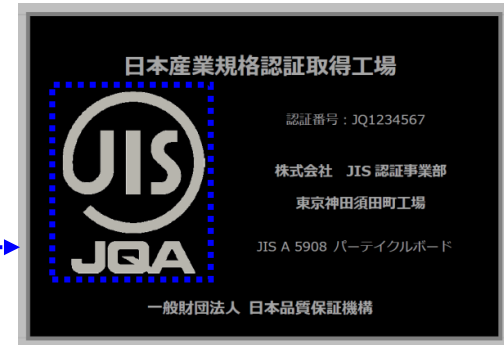 日本産業規格認証取得工場
認証番号：JQ1234567
JIS
株式会社　JIS 認証事業部
東京神田須田町工場
JQA
JIS A 5908 パーテイクルボード
一般財団法人 日本品質保証機構